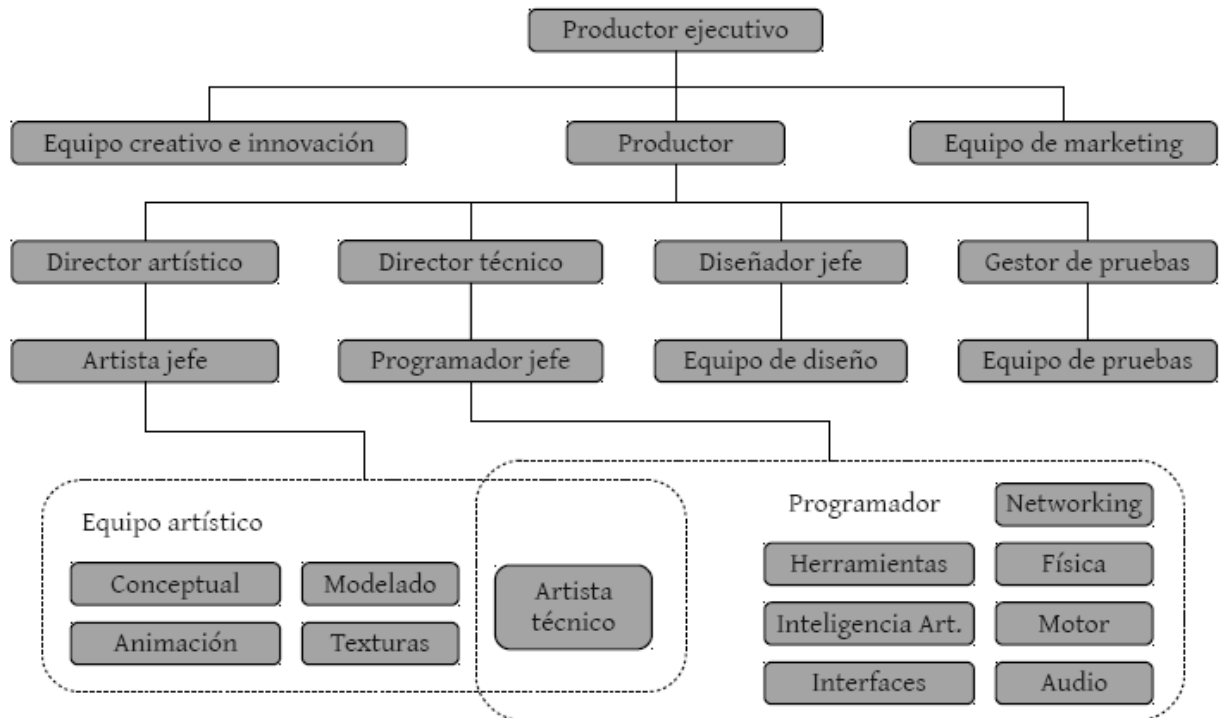 Productor ejecutivo
Equipo creativo e innovación
Productor
Equipo de marketing
Director artístico
Director técnico
Diseñador jefe
Gestor de pruebas
Artista jefe
Programador jefe
Equipo de diseño
Equipo de pruebas
Equipo artístico
Conceptual
Modelado
Animación
Texturas
Artista
técnico
Programador
Networking
Herramientas
Física
Inteligencia Art.
Motor
Interfaces
Audio